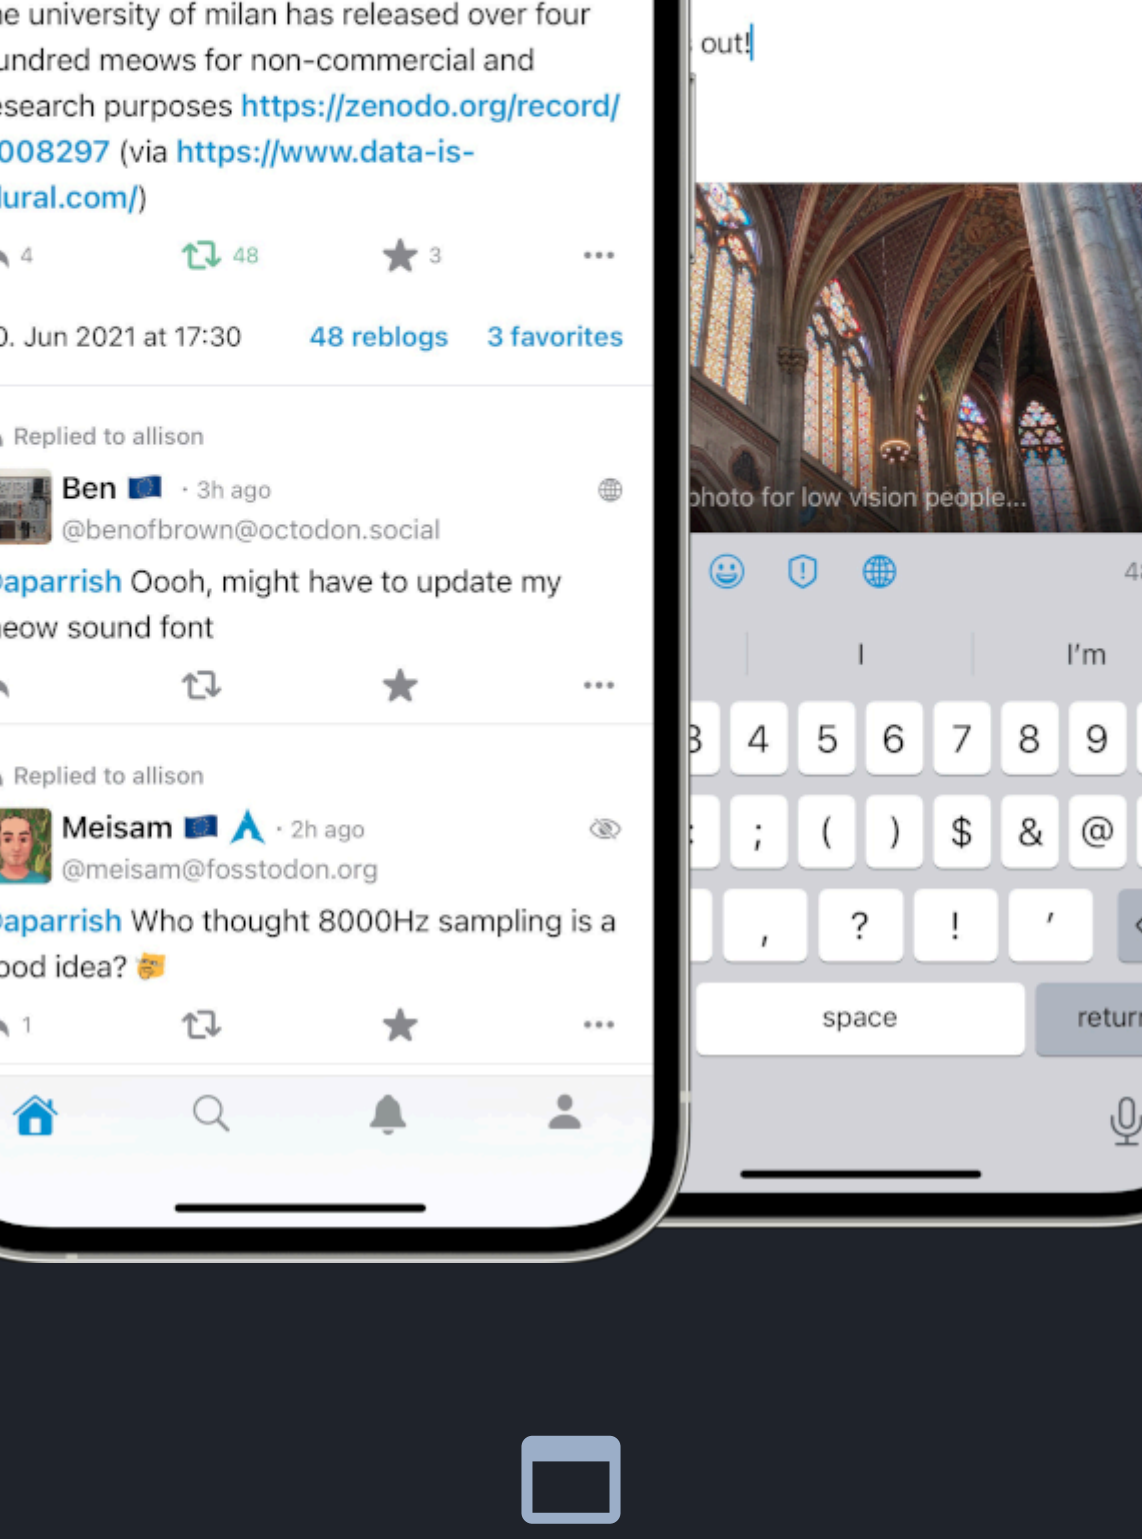 e university of milan has released over four
undred meows for non-commercial and
esearch purposes https://zenodo.org/record/
008297 (via https://www.data-is-
lural.com/)
4 48 3
0. Jun 2021 at 17:30 48 reblogs 3 favorites
Replied to allison
Ben · 3h ago
@benofbrown@octodon.social
aparrish Oooh, might have to update my
eow sound font
Replied to allison
Meisam · 2h ago
@meisam@fosstodon.org
aparrish Who thought 8000Hz sampling is a
ood idea?
1
out!
photo for low vision people...
48
I I'm
3 4 5 6 7 8 9
: ; ( ) $ & @
, ? ! ′
space return